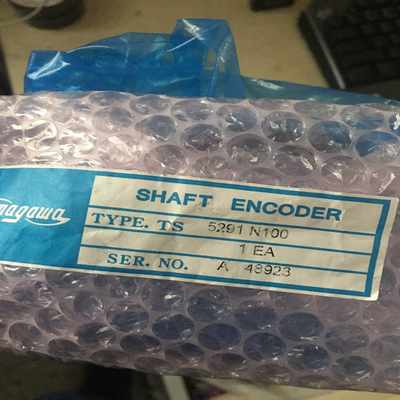 magawa
SHAFT ENCODER
TYPE. TS 5291 N100
1 EA
SER. NO. A 48923